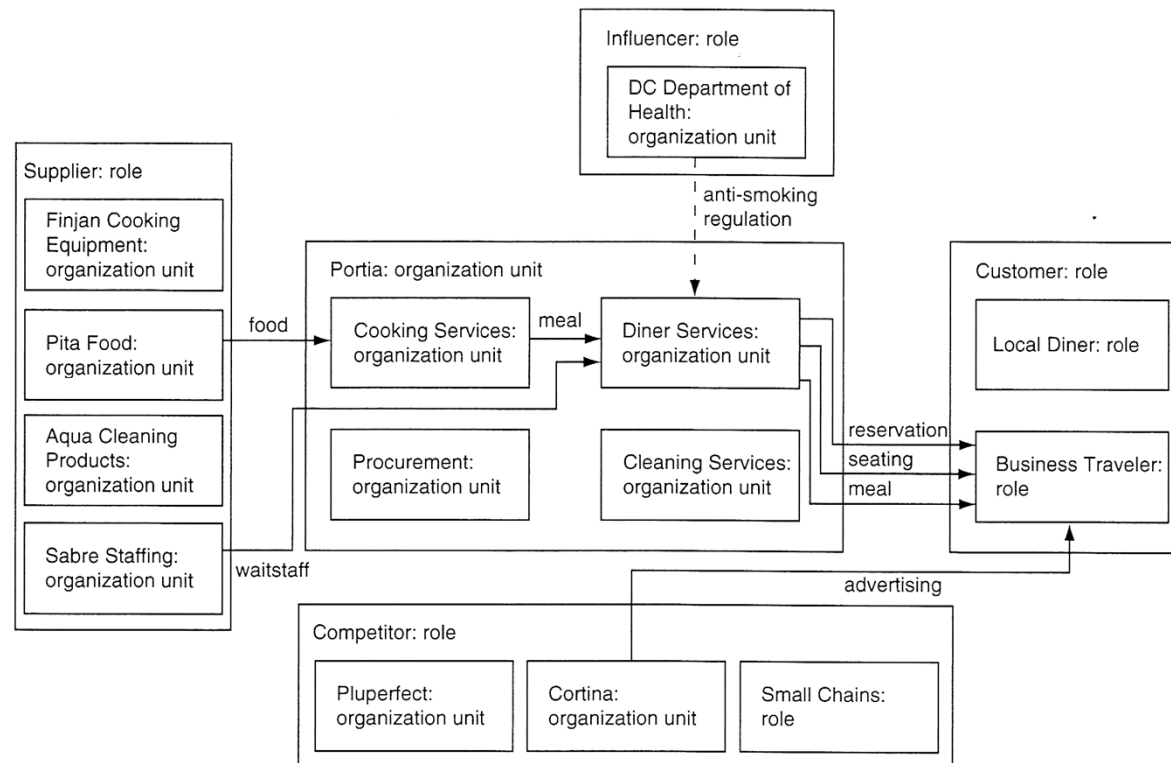 Influencer: role
DC Department of
Health:
organization unit
Supplier: role
Finjan Cooking
Equipment:
organization unit
anti-smoking
regulation
Portia: organization unit
Customer: role
Pita Food:
organization unit
food
Cooking Services:
organization unit
meal
Diner Services:
organization unit
Local Diner: role
Aqua Cleaning
Products:
organization unit
Procurement:
organization unit
Cleaning Services:
organization unit
reservation
seating
meal
Business Traveler:
role
Sabre Staffing:
organization unit
waitstaff
advertising
Competitor: role
Pluperfect:
organization unit
Cortina:
organization unit
Small Chains:
role